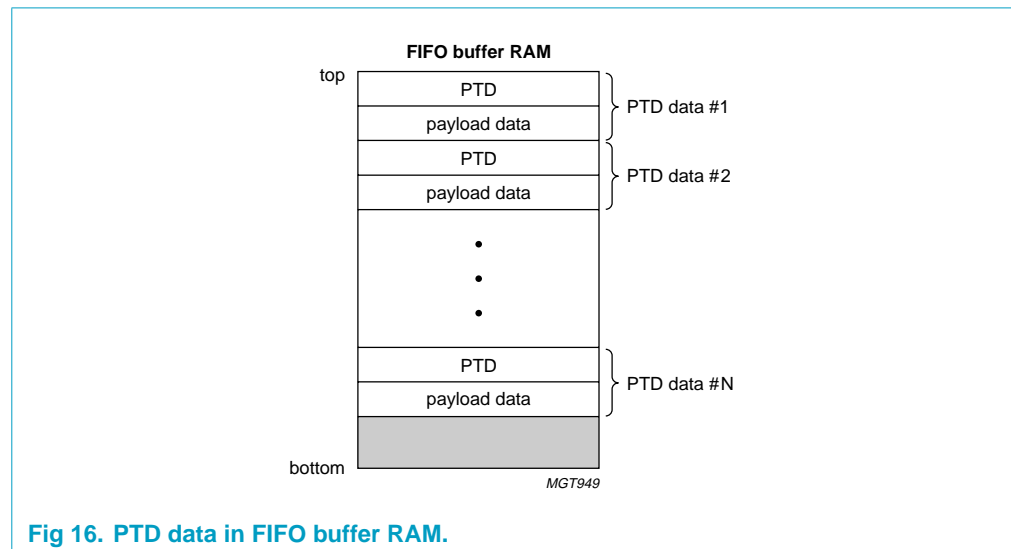 FIFO buffer RAM
top
PTD
payload data
PTD data #1
PTD
payload data
PTD data #2
PTD
payload data
PTD data #N
bottom
MGT949
Fig 16. PTD data in FIFO buffer RAM.